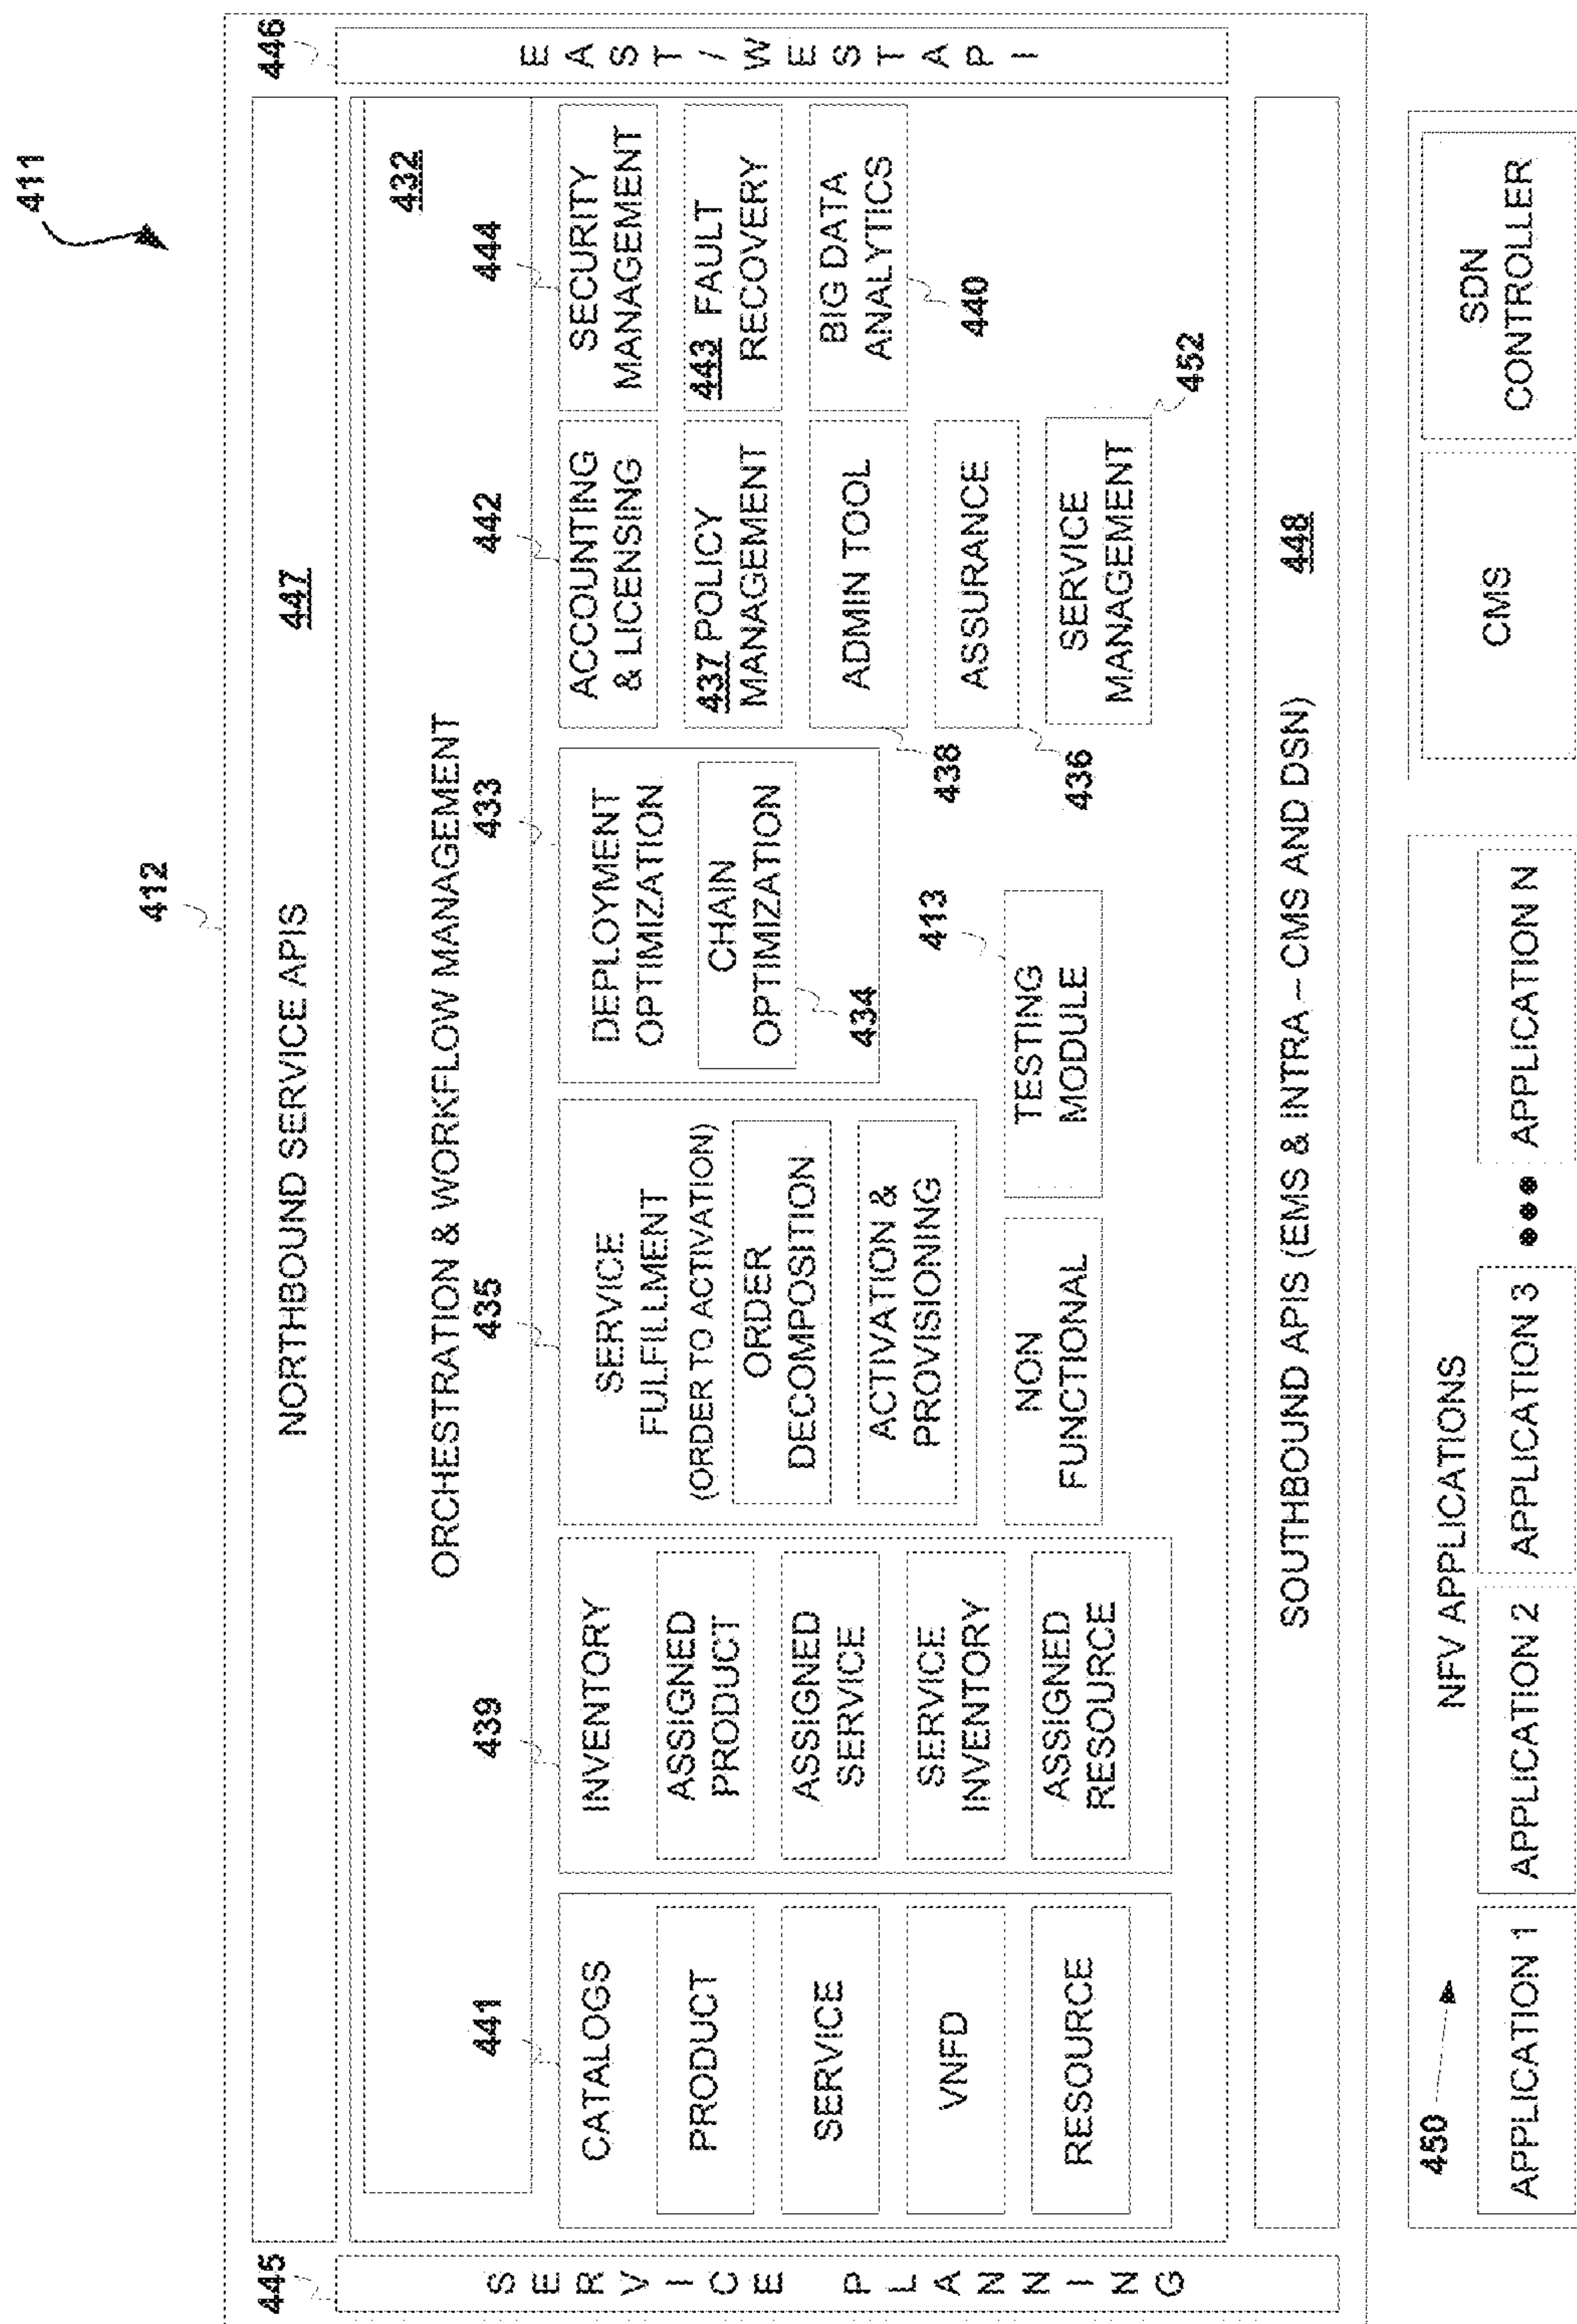 411
412
445
446
NORTHBOUND SERVICE APIS
447
SERVICE PLANNING
EAST/WEST API
ORCHESTRATION & WORKFLOW MANAGEMENT
432
441
CATALOGS
PRODUCT
SERVICE
VNFD
RESOURCE
439
INVENTORY
ASSIGNED
PRODUCT
ASSIGNED
SERVICE
SERVICE
INVENTORY
ASSIGNED
RESOURCE
435
SERVICE
FULFILLMENT
(ORDER TO ACTIVATION)
ORDER
DECOMPOSITION
ACTIVATION &
PROVISIONING
NON
FUNCTIONAL
433
DEPLOYMENT
OPTIMIZATION
CHAIN
OPTIMIZATION
434
413
TESTING
MODULE
442
ACCOUNTING
& LICENSING
437 POLICY
MANAGEMENT
ADMIN TOOL
438
ASSURANCE
436
SERVICE
MANAGEMENT
452
444
SECURITY
MANAGEMENT
443 FAULT
RECOVERY
BIG DATA
ANALYTICS
440
SOUTHBOUND APIS (EMS & INTRA – CMS AND DSN)
448
450
NFV APPLICATIONS
APPLICATION 1
APPLICATION 2
APPLICATION 3
●●●
APPLICATION N
CMS
SDN
CONTROLLER